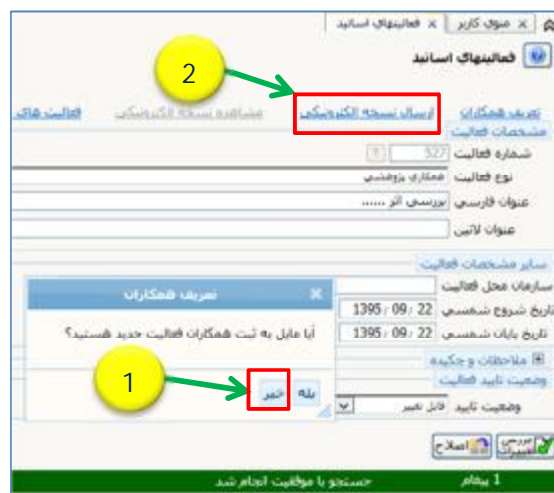 منوی کاربر × فعالیتهای اساتید ×
فعالیتهای اساتید
2
تعریف همکاران ارسال نسخه الکترونیکی مشاهده نسخه الکترونیکی فعالیت های
مشخصات فعالیت
شماره فعالیت 527 ?
نوع فعالیت همکاری پژوهشی
عنوان فارسی بررسی اثر ......
عنوان لاتین
سایر مشخصات فعالیت
سازمان محل فعالیت
تاریخ شروع شمسی 1395/09/22
تاریخ پایان شمسی 1395/09/22
ملاحظات و چکیده
وضعیت تایید فعالیت
وضعیت تایید قابل تغییر
تعریف همکاران ×
آیا مایل به ثبت همکاران فعالیت جدید هستید؟
1
بله خیر
اصلاح بررسی تغییرات
1 پیغام جستجو با موفقیت انجام شد